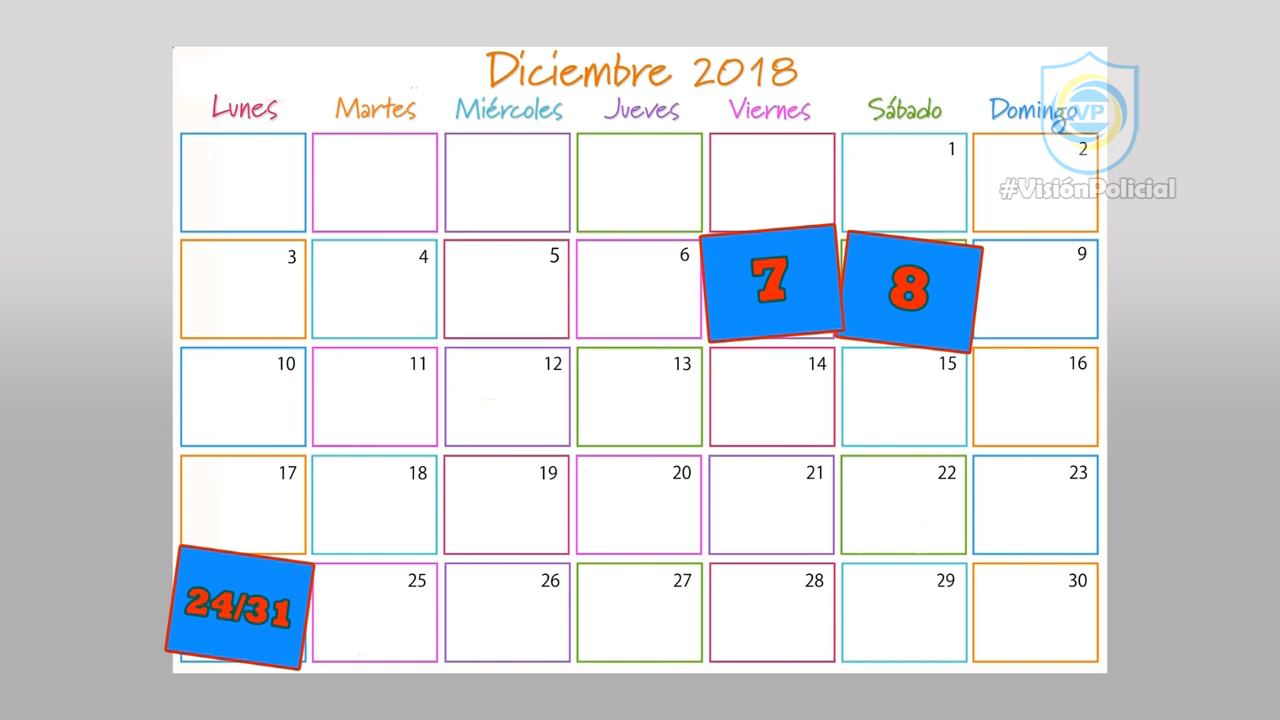 Diciembre 2018
Lunes Martes Miércoles Jueves Viernes Sábado Domingo
VP
1 2
#VisiónPolicial
3 4 5 6 7 8 9
10 11 12 13 14 15 16
17 18 19 20 21 22 23
24/31 25 26 27 28 29 30